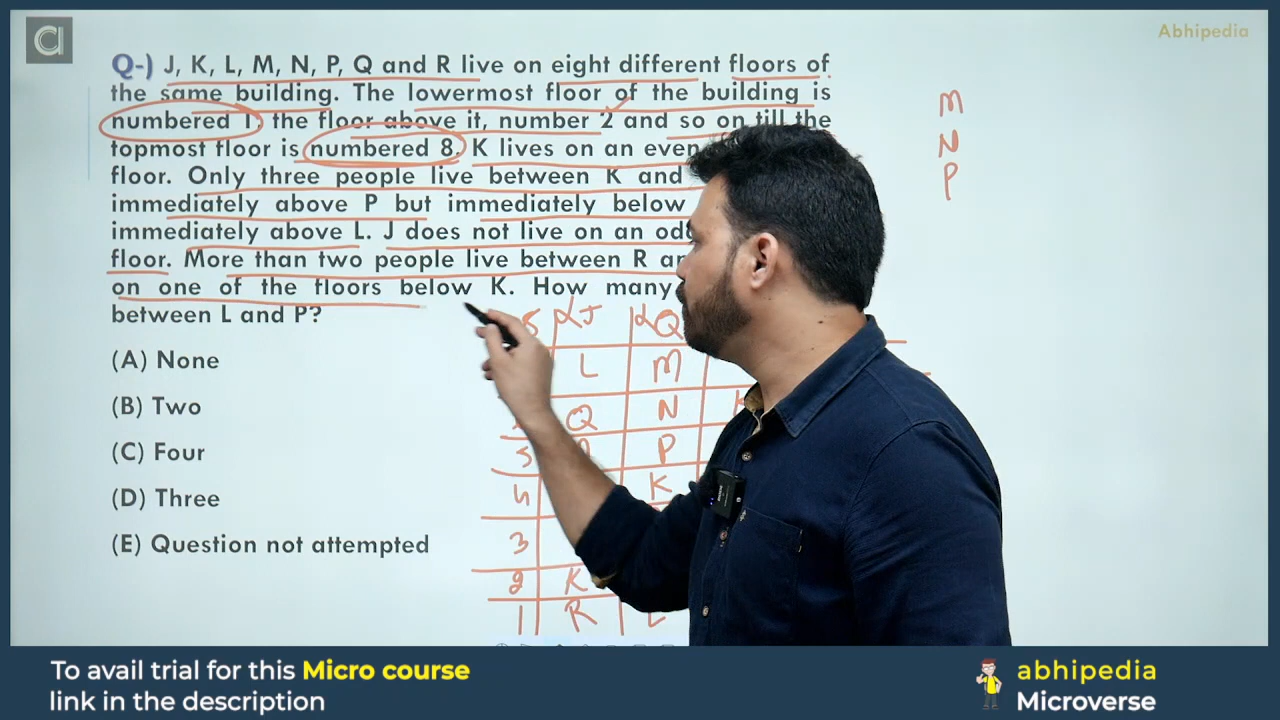 Abhipedia
Q-) J, K, L, M, N, P, Q and R live on eight different floors of
the same building. The lowermost floor of the building is
numbered 1, the floor above it, number 2 and so on till the
topmost floor is numbered 8. K lives on an even
floor. Only three people live between K and
immediately above P but immediately below
immediately above L. J does not live on an odd
floor. More than two people live between R an
on one of the floors below K. How many
between L and P?
(A) None
(B) Two
(C) Four
(D) Three
(E) Question not attempted
M
N
P
8 J Q
L M
Q N K
5 P
4 K
3
2 K
1 R L
To avail trial for this Micro course
link in the description
abhipedia
Microverse